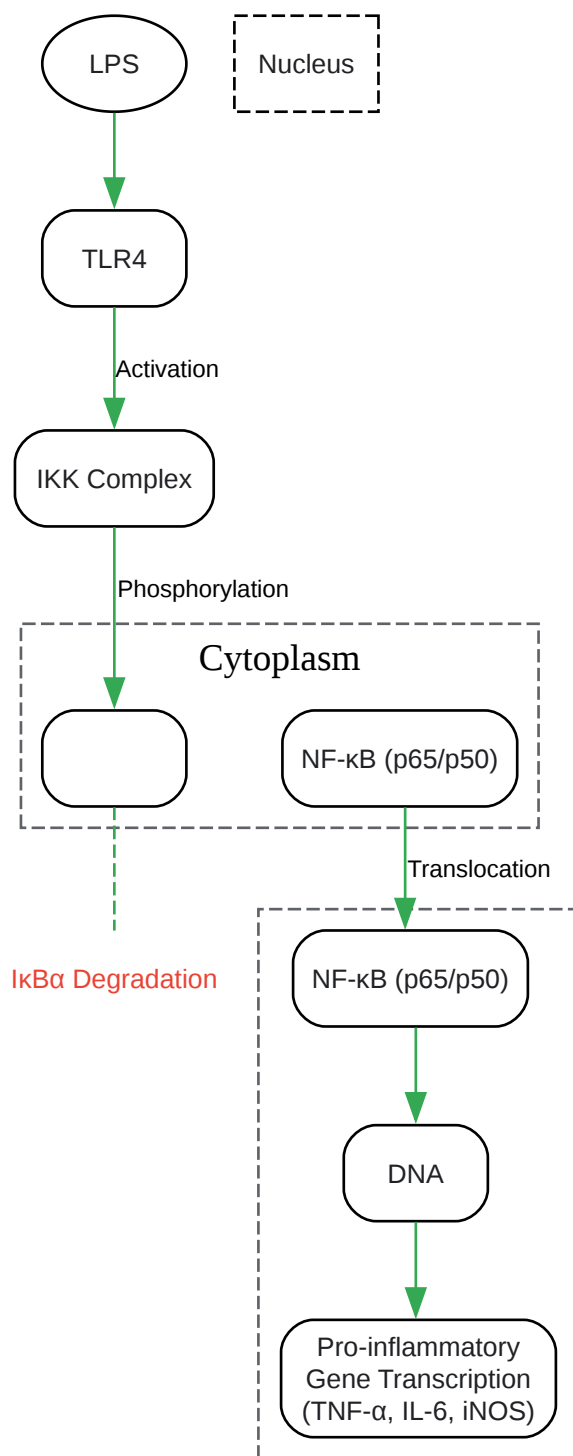 LPS
Nucleus
TLR4
Activation
IKK Complex
Phosphorylation
Cytoplasm
NF-κB (p65/p50)
Translocation
IκBα Degradation
NF-κB (p65/p50)
DNA
Pro-inflammatory
Gene Transcription
(TNF-α, IL-6, iNOS)